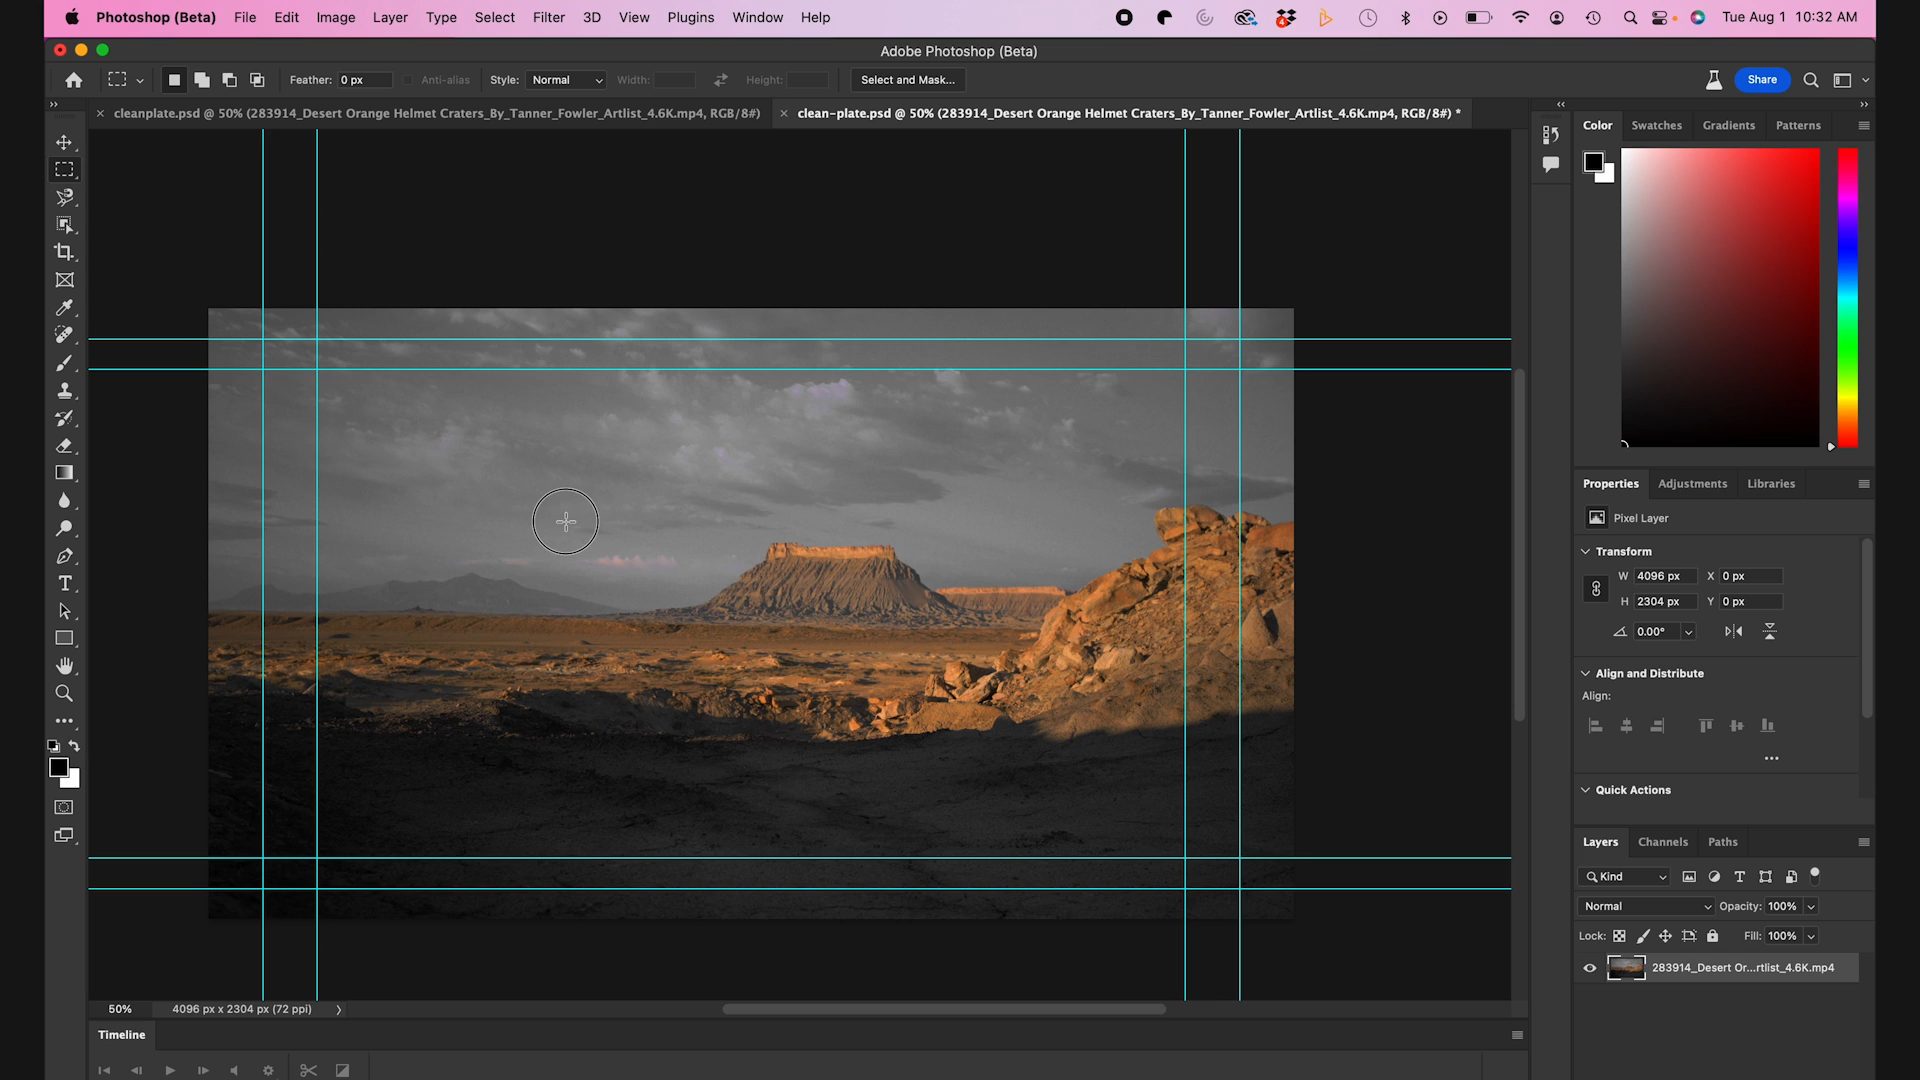 Photoshop (Beta) File Edit Image Layer Type Select Filter 3D View Plugins Window Help 4 Tue Aug 1 10:32 AM
Adobe Photoshop (Beta)
Feather: 0 px Anti-alias Style: Normal Width: Height: Select and Mask... Share
cleanplate.psd @ 50% (283914_Desert Orange Helmet Craters_By_Tanner_Fowler_Artlist_4.6K.mp4, RGB/8#)
clean-plate.psd @ 50% (283914_Desert Orange Helmet Craters_By_Tanner_Fowler_Artlist_4.6K.mp4, RGB/8#) *
Color Swatches Gradients Patterns
Properties Adjustments Libraries
Pixel Layer
Transform
W 4096 px X 0 px
H 2304 px Y 0 px
0.00°
Align and Distribute
Align:
Quick Actions
Layers Channels Paths
Kind
Normal Opacity: 100%
Lock: Fill: 100%
283914_Desert Or...rtlist_4.6K.mp4
50% 4096 px x 2304 px (72 ppi)
Timeline